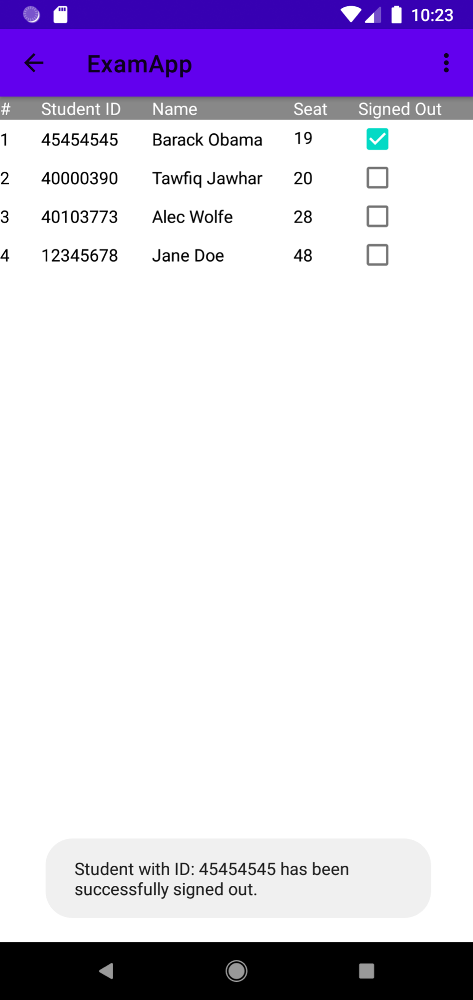 10:23
ExamApp
# Student ID Name Seat Signed Out
1 45454545 Barack Obama 19
2 40000390 Tawfiq Jawhar 20
3 40103773 Alec Wolfe 28
4 12345678 Jane Doe 48
Student with ID: 45454545 has been
successfully signed out.